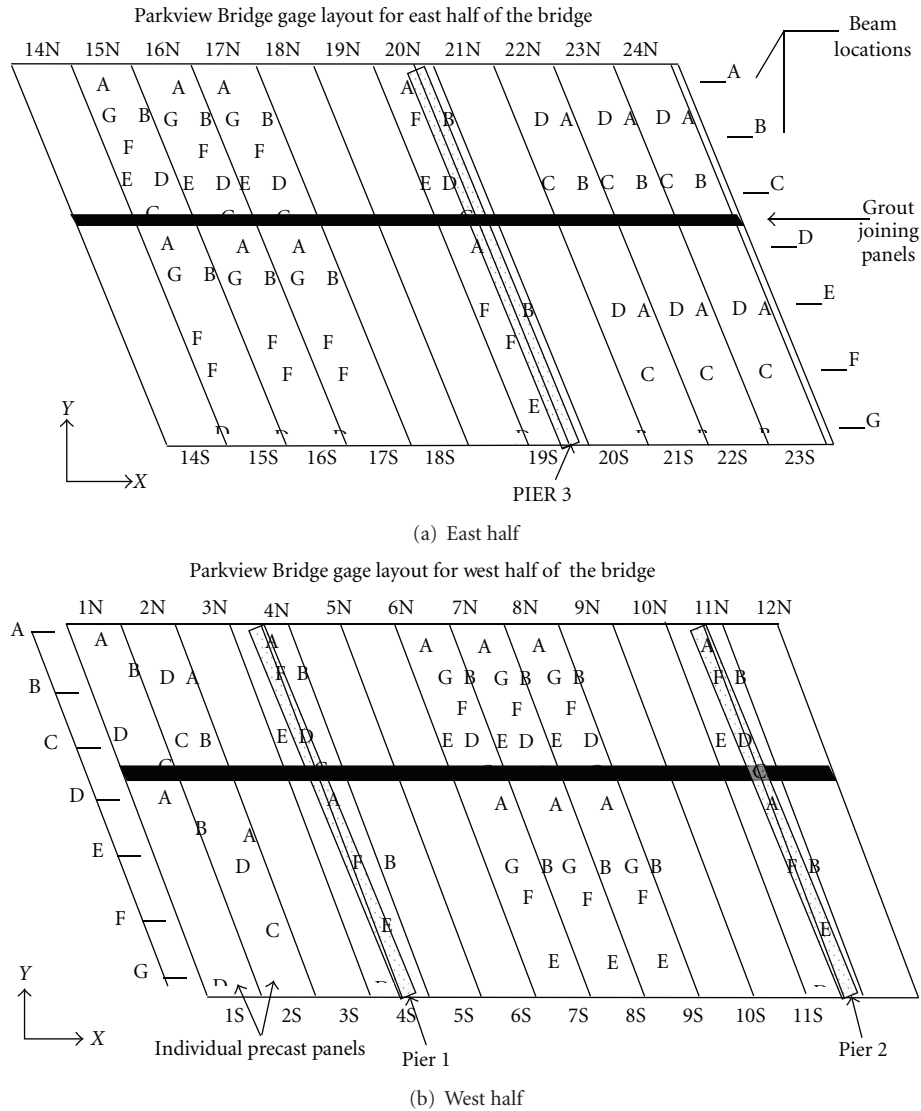 Parkview Bridge gage layout for east half of the bridge
14N 15N 16N 17N 18N 19N 20N 21N 22N 23N 24N
Beam
locations
A
B
C
Grout
joining
panels
D
E
F
G
A A A A
G B G B G B F B D A D A D A
F F F
E D E D E D E D C B C B C B
C C C C
A A A A
G B G B G B
F B D A D A D A
F F F F
F F F C C C
E
D D D D B
Y
X
14S 15S 16S 17S 18S 19S 20S 21S 22S 23S
PIER 3
(a) East half
Parkview Bridge gage layout for west half of the bridge
1N 2N 3N 4N 5N 6N 7N 8N 9N 10N 11N 12N
A
B
C
D
E
F
G
A A A A A A
B D A F B G B G B G B F B
F F F
D C B E D E D E D E D E D
C C C
A A A A A A
B A
D F B G B G B G B F B
F F F
C E E
E E E
D D D
Y
X
1S 2S 3S 4S 5S 6S 7S 8S 9S 10S 11S
Individual precast panels
Pier 1
Pier 2
(b) West half